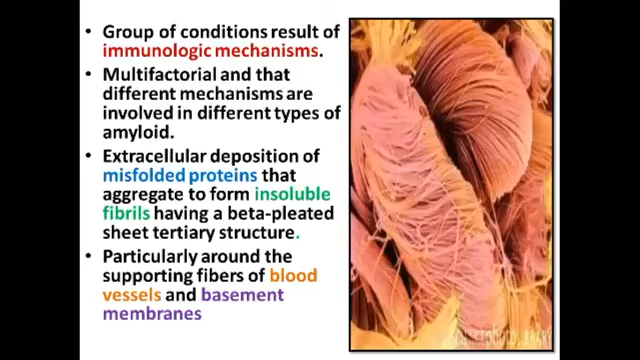 • Group of conditions result of
immunologic mechanisms.
• Multifactorial and that
different mechanisms are
involved in different types of
amyloid.
• Extracellular deposition of
misfolded proteins that
aggregate to form insoluble
fibrils having a beta-pleated
sheet tertiary structure.
• Particularly around the
supporting fibers of blood
vessels and basement
membranes